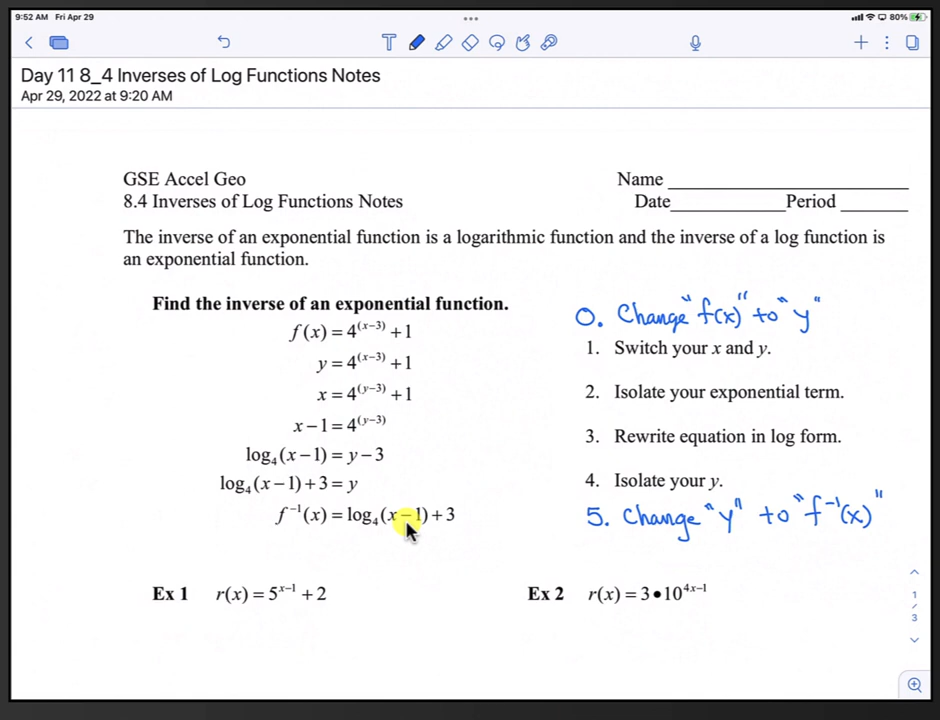 9:52 AM Fri Apr 29
80%
Day 11 8_4 Inverses of Log Functions Notes
Apr 29, 2022 at 9:20 AM
GSE Accel Geo
Name
8.4 Inverses of Log Functions Notes
Date Period
The inverse of an exponential function is a logarithmic function and the inverse of a log function is
an exponential function.
Find the inverse of an exponential function.
f(x) = 4^(x−3) + 1
y = 4^(x−3) + 1
x = 4^(y−3) + 1
x − 1 = 4^(y−3)
log₄(x − 1) = y − 3
log₄(x − 1) + 3 = y
f⁻¹(x) = log₄(x − 1) + 3
0. Change "f(x)" to "y"
1. Switch your x and y.
2. Isolate your exponential term.
3. Rewrite equation in log form.
4. Isolate your y.
5. Change "y" to "f⁻¹(x)"
Ex 1 r(x) = 5^(x−1) + 2
Ex 2 r(x) = 3•10^(4x−1)
1
/
3